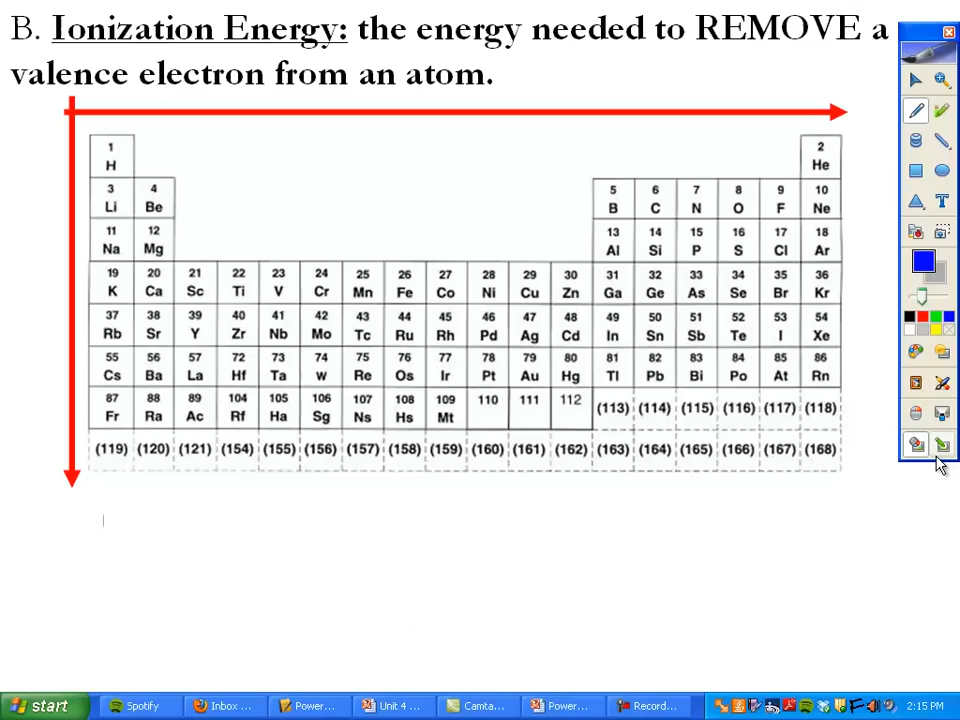 B. Ionization Energy: the energy needed to REMOVE a
valence electron from an atom.
1 2
H He
3 4 5 6 7 8 9 10
Li Be B C N O F Ne
11 12 13 14 15 16 17 18
Na Mg Al Si P S Cl Ar
19 20 21 22 23 24 25 26 27 28 29 30 31 32 33 34 35 36
K Ca Sc Ti V Cr Mn Fe Co Ni Cu Zn Ga Ge As Se Br Kr
37 38 39 40 41 42 43 44 45 46 47 48 49 50 51 52 53 54
Rb Sr Y Zr Nb Mo Tc Ru Rh Pd Ag Cd In Sn Sb Te I Xe
55 56 57 72 73 74 75 76 77 78 79 80 81 82 83 84 85 86
Cs Ba La Hf Ta w Re Os Ir Pt Au Hg Tl Pb Bi Po At Rn
87 88 89 104 105 106 107 108 109 110 111 112 (113) (114) (115) (116) (117) (118)
Fr Ra Ac Rf Ha Sg Ns Hs Mt
(119) (120) (121) (154) (155) (156) (157) (158) (159) (160) (161) (162) (163) (164) (165) (166) (167) (168)
T
start Spotify Inbox ... Power... Unit 4 ... Camta... Power... Record... 2:15 PM